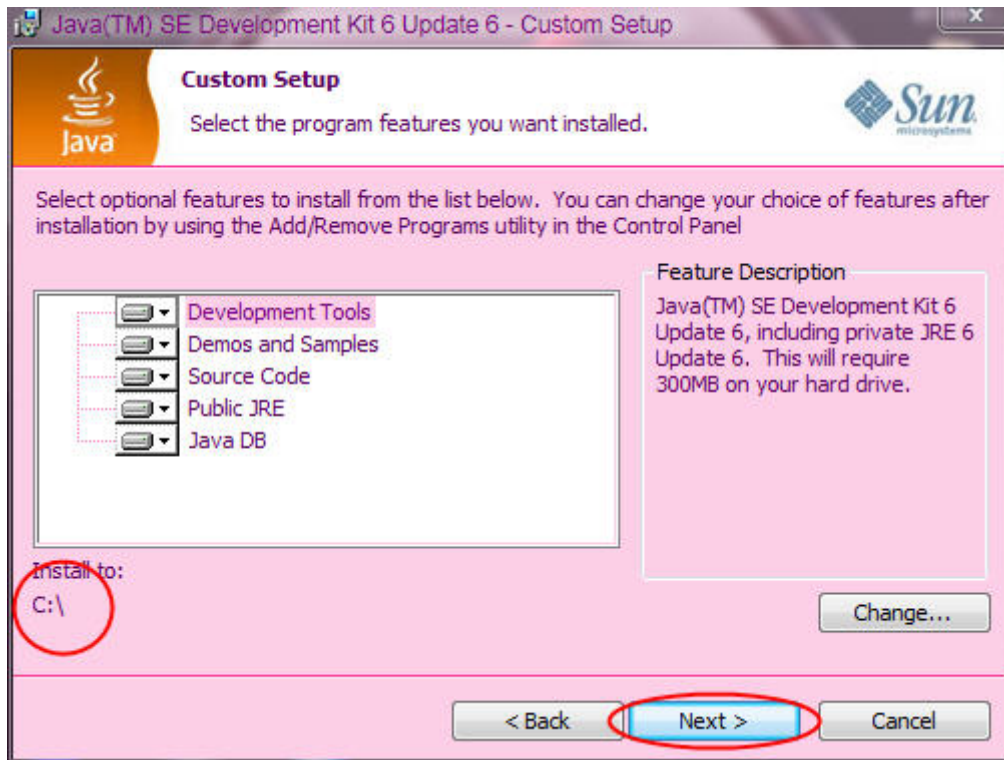 Java(TM) SE Development Kit 6 Update 6 - Custom Setup
X
Java
Custom Setup
Select the program features you want installed.
Sun
microsystems
Select optional features to install from the list below.  You can change your choice of features after
installation by using the Add/Remove Programs utility in the Control Panel
Development Tools
Demos and Samples
Source Code
Public JRE
Java DB
Feature Description
Java(TM) SE Development Kit 6
Update 6, including private JRE 6
Update 6.  This will require
300MB on your hard drive.
Install to:
C:\
Change...
< Back
Next >
Cancel